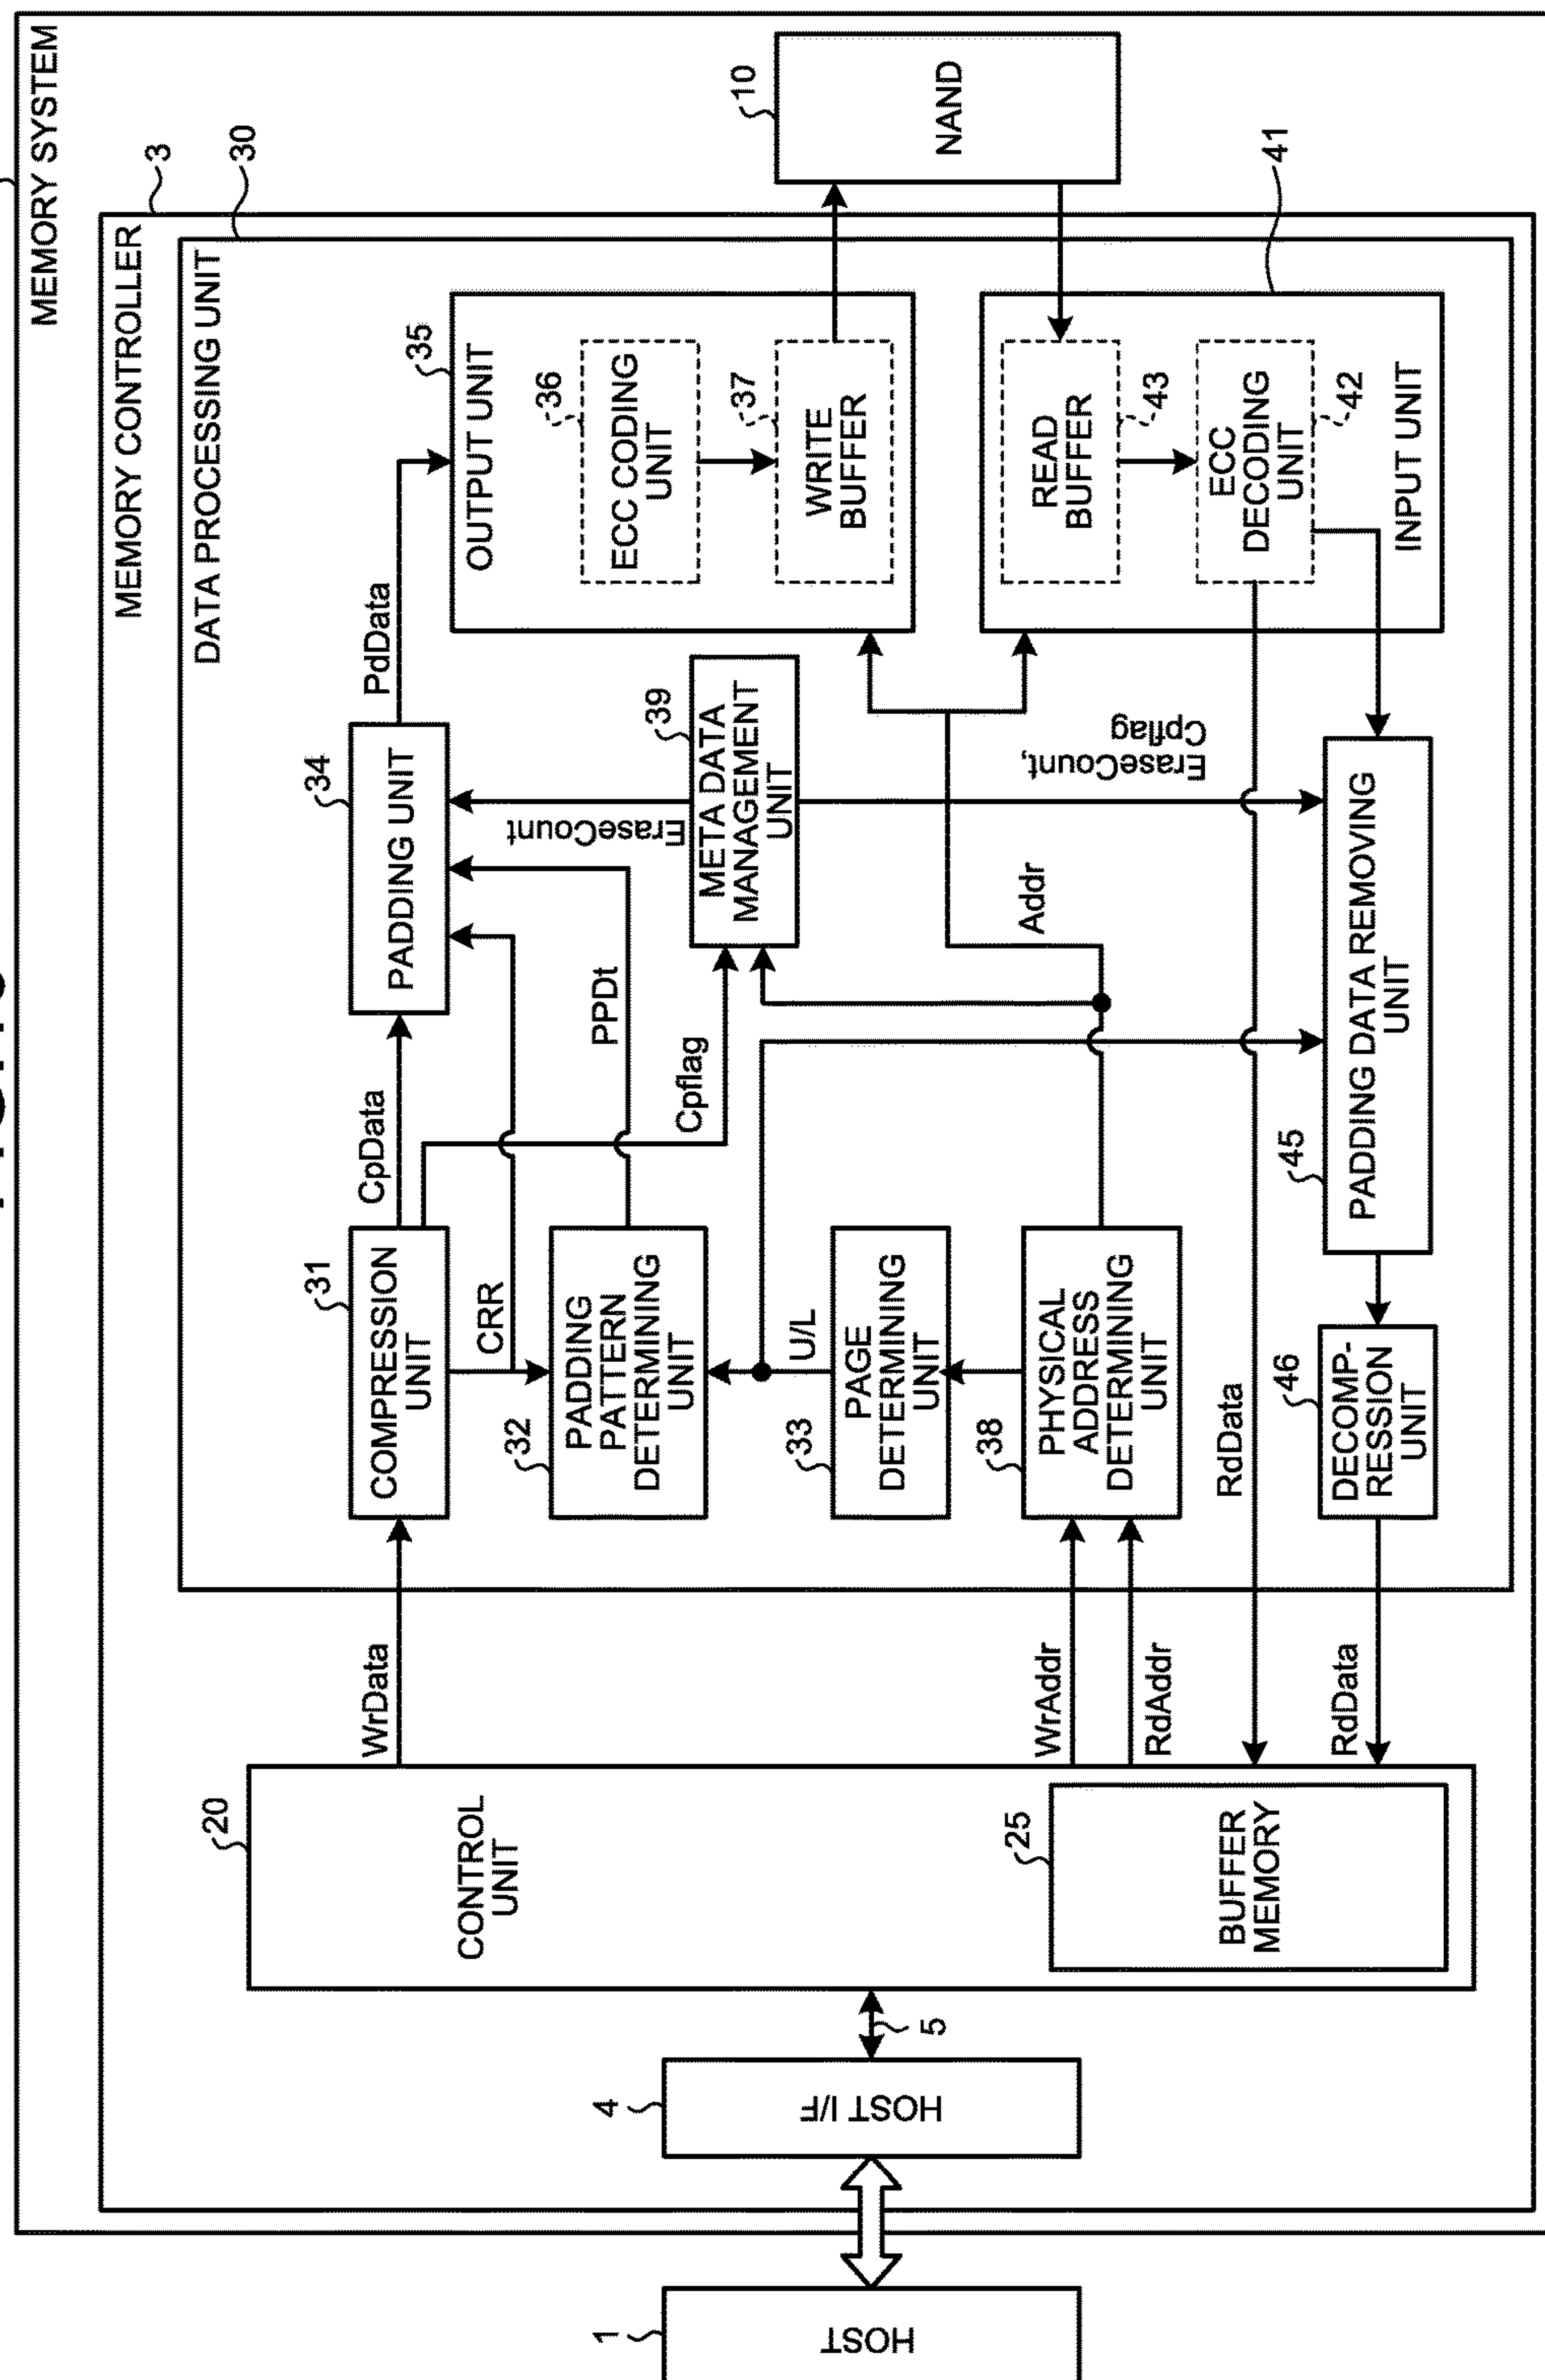 MEMORY SYSTEM
MEMORY CONTROLLER
3
DATA PROCESSING UNIT
30
HOST
1
HOST I/F
4
5
20
CONTROL
UNIT
25
BUFFER
MEMORY
WrData
WrAddr
RdAddr
RdData
RdData
31
COMPRESSION
UNIT
CRR
32
PADDING
PATTERN
DETERMINING
UNIT
U/L
33
PAGE
DETERMINING
UNIT
38
PHYSICAL
ADDRESS
DETERMINING
UNIT
46
DECOMP-
RESSION
UNIT
CpData
PPDt
Cpflag
Addr
34
PADDING UNIT
EraseCount
39
META DATA
MANAGEMENT
UNIT
EraseCount,
Cpflag
45
PADDING DATA REMOVING
UNIT
PdData
35
OUTPUT UNIT
36
ECC CODING
UNIT
37
WRITE
BUFFER
READ
BUFFER
43
ECC
DECODING
UNIT
42
INPUT UNIT
41
10
NAND